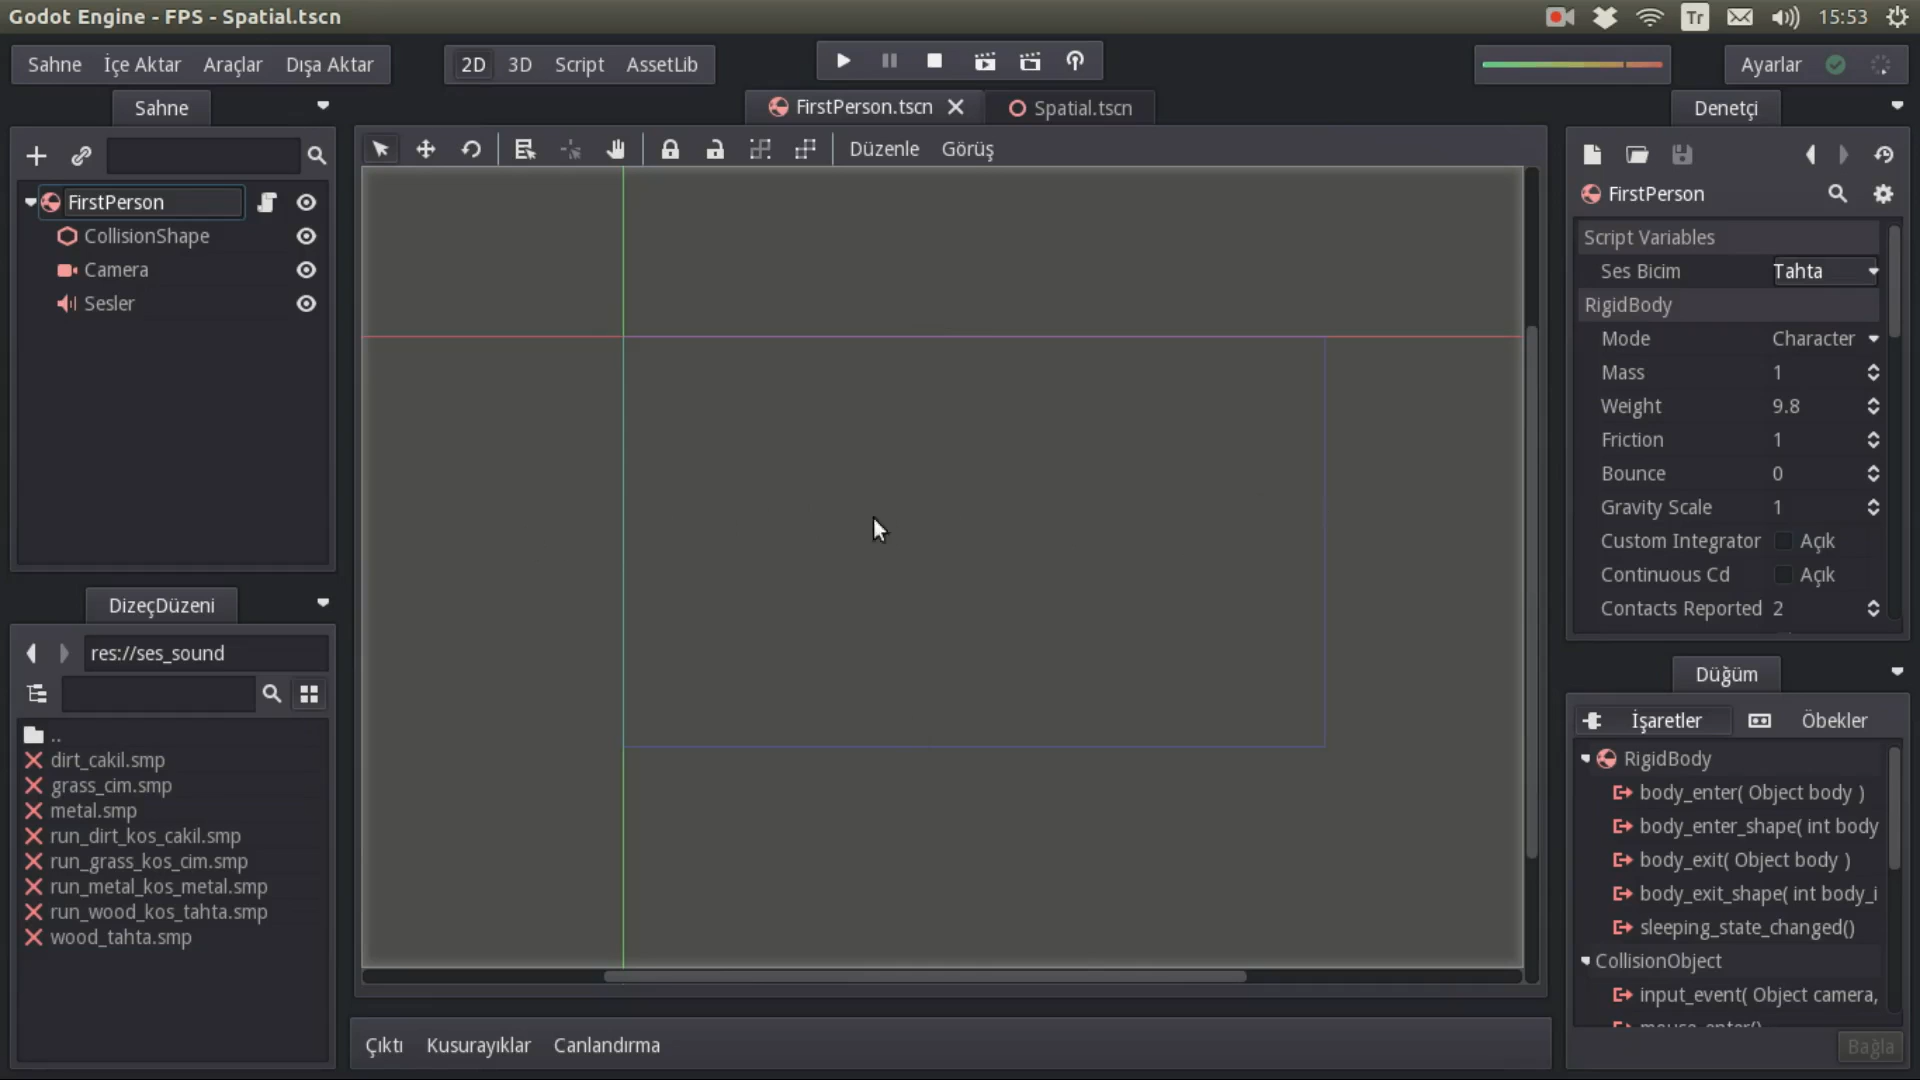 Godot Engine - FPS - Spatial.tscn
Tr
15:53
Sahne İçe Aktar Araçlar Dışa Aktar
2D 3D Script AssetLib
Ayarlar
Sahne
FirstPerson.tscn
Spatial.tscn
Denetçi
Düzenle Görüş
FirstPerson
CollisionShape
Camera
Sesler
DizeçDüzeni
res://ses_sound
..
dirt_cakil.smp
grass_cim.smp
metal.smp
run_dirt_kos_cakil.smp
run_grass_kos_cim.smp
run_metal_kos_metal.smp
run_wood_kos_tahta.smp
wood_tahta.smp
Çıktı Kusurayıklar Canlandırma
FirstPerson
Script Variables
Ses Bicim Tahta
RigidBody
Mode Character
Mass 1
Weight 9.8
Friction 1
Bounce 0
Gravity Scale 1
Custom Integrator Açık
Continuous Cd Açık
Contacts Reported 2
Düğüm
İşaretler Öbekler
RigidBody
body_enter( Object body )
body_enter_shape( int body
body_exit( Object body )
body_exit_shape( int body_i
sleeping_state_changed()
CollisionObject
input_event( Object camera,
Bağla